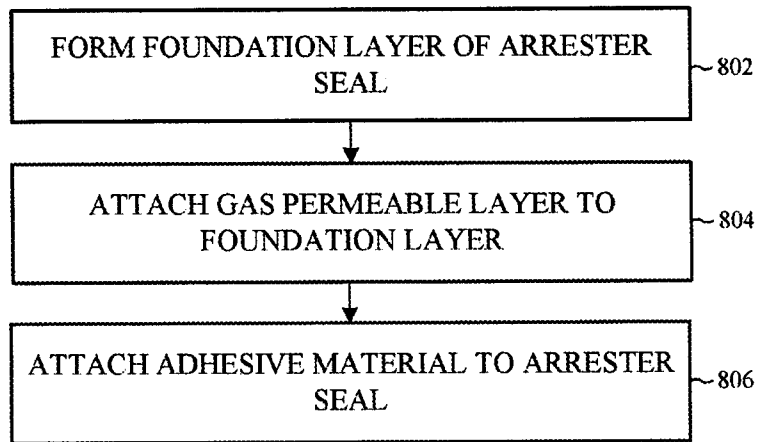 FORM FOUNDATION LAYER OF ARRESTER
SEAL
802
ATTACH GAS PERMEABLE LAYER TO
FOUNDATION LAYER
804
ATTACH ADHESIVE MATERIAL TO ARRESTER
SEAL
806